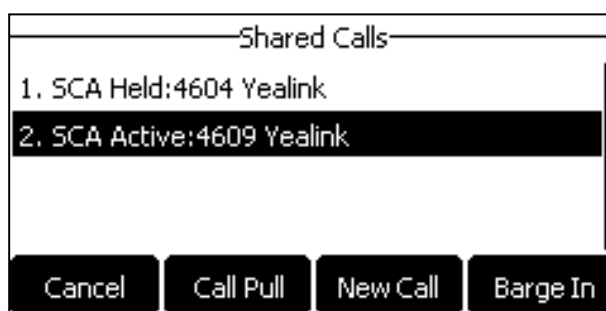 Shared Calls
1. SCA Held:4604 Yealink
2. SCA Active:4609 Yealink
Cancel Call Pull New Call Barge In